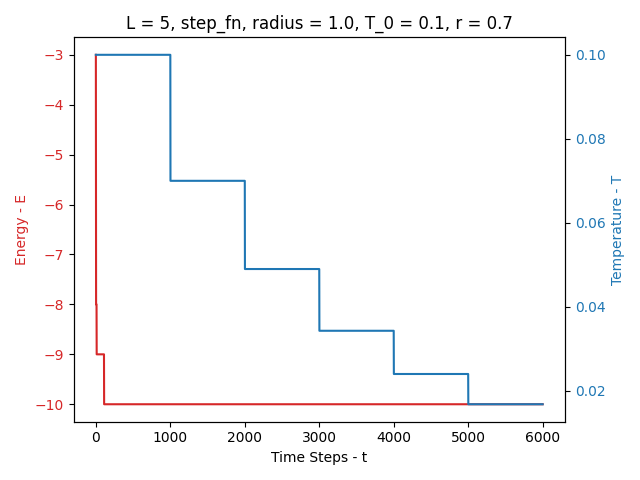 L = 5, step_fn, radius = 1.0, T_0 = 0.1, r = 0.7
−3
−4
−5
−6
−7
−8
−9
−10
Energy - E
0.10
0.08
0.06
0.04
0.02
Temperature - T
0 1000 2000 3000 4000 5000 6000
Time Steps - t